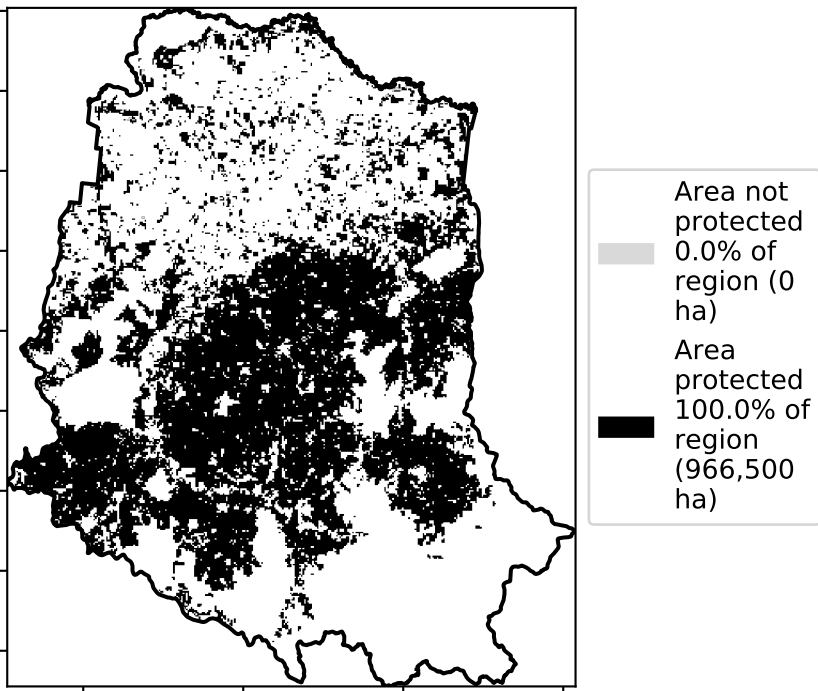 Area not
protected
0.0% of
region (0
ha)
Area
protected
100.0% of
region
(966,500
ha)